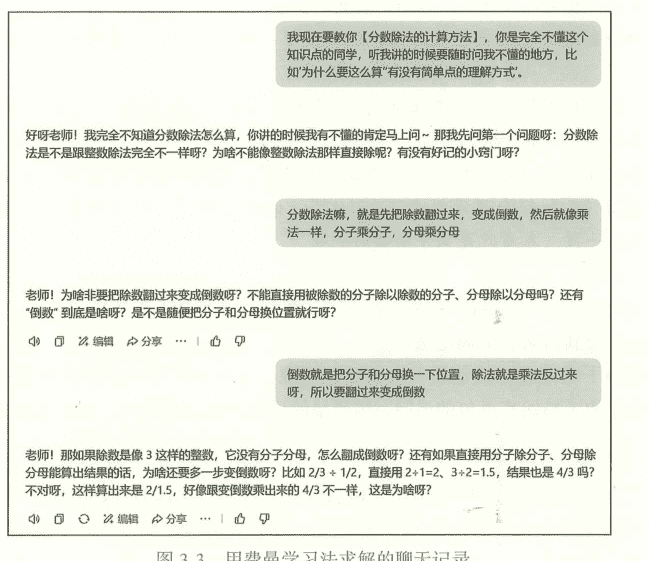 我现在要教你【分数除法的计算方法】，你是完全不懂这个
知识点的同学，听我讲的时候要随时问我不懂的地方，比
如‘为什么要这么算’‘有没有简单点的理解方式’。
好呀老师！我完全不知道分数除法怎么算，你讲的时候我有不懂的肯定马上问~ 那我先问第一个问题呀：分数除
法是不是跟整数除法完全不一样呀？为啥不能像整数除法那样直接除呢？有没有好记的小窍门呀？
分数除法嘛，就是先把除数翻过来，变成倒数，然后就像乘
法一样，分子乘分子，分母乘分母
老师！为啥非要把除数翻过来变成倒数呀？不能直接用被除数的分子除以除数的分子、分母除以分母吗？还有
“倒数” 到底是啥呀？是不是随便把分子和分母换位置就行呀？
编辑 分享
倒数就是把分子和分母换一下位置，除法就是乘法反过来
呀，所以要翻过来变成倒数
老师！那如果除数是像 3 这样的整数，它没有分子分母，怎么翻成倒数呀？还有如果直接用分子除分子、分母除
分母能算出结果的话，为啥还要多一步变倒数呀？比如 2/3 ÷ 1/2，直接用 2÷1=2、3÷2=1.5，结果也是 4/3 吗？
不对呀，这样算出来是 2/1.5，好像跟变倒数乘出来的 4/3 不一样，这是为啥呀？
编辑 分享
图 3.3 用费曼学习法求解的聊天记录